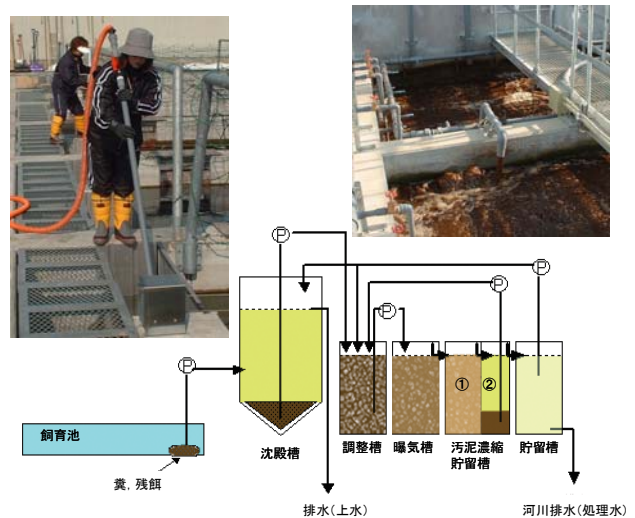 Ⓟ
Ⓟ
Ⓟ
Ⓟ
Ⓟ
飼育池
糞，残餌
沈殿槽
調整槽
曝気槽
①
②
汚泥濃縮
貯留槽
貯留槽
排水(上水)
河川排水(処理水)